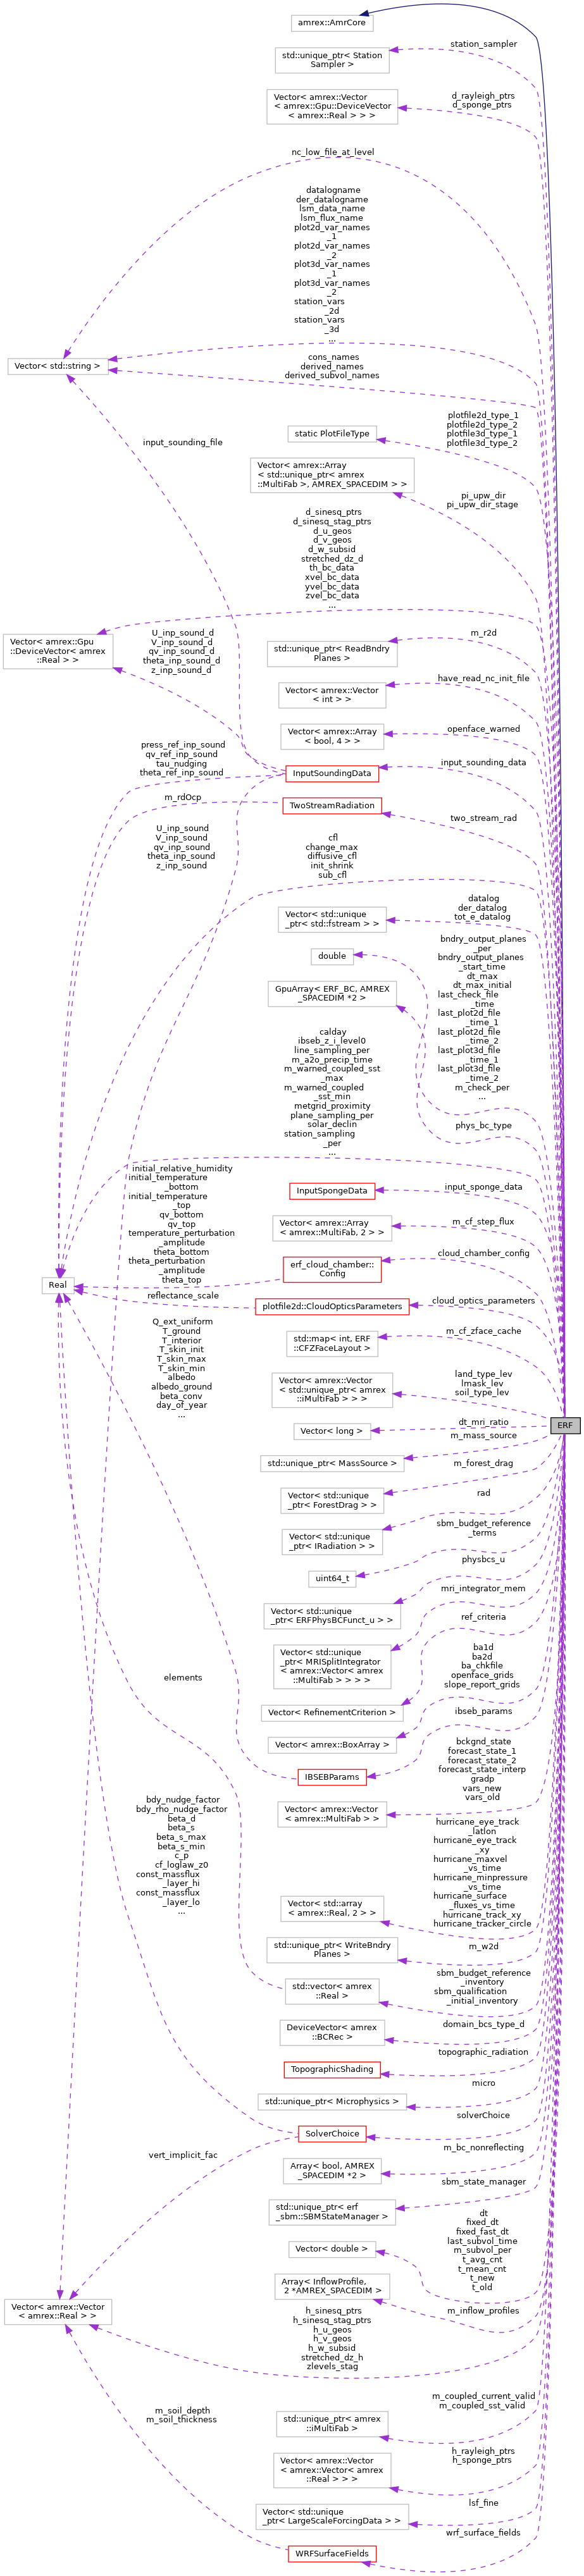 amrex::AmrCore
station_sampler
std::unique_ptr< Station
Sampler >
Vector< amrex::Vector
< amrex::Gpu::DeviceVector
< amrex::Real > > >
d_rayleigh_ptrs
d_sponge_ptrs
nc_low_file_at_level
datalogname
der_datalogname
lsm_data_name
lsm_flux_name
plot2d_var_names
_1
plot2d_var_names
_2
plot3d_var_names
_1
plot3d_var_names
_2
station_vars
_2d
station_vars
_3d
...
Vector< std::string >
cons_names
derived_names
derived_subvol_names
static PlotFileType
plotfile2d_type_1
plotfile2d_type_2
plotfile3d_type_1
plotfile3d_type_2
input_sounding_file
Vector< amrex::Array
< std::unique_ptr< amrex
::MultiFab >, AMREX_SPACEDIM > >
pi_upw_dir
pi_upw_dir_stage
d_sinesq_ptrs
d_sinesq_stag_ptrs
d_u_geos
d_v_geos
d_w_subsid
stretched_dz_d
th_bc_data
xvel_bc_data
yvel_bc_data
zvel_bc_data
...
Vector< amrex::Gpu
::DeviceVector< amrex
::Real > >
U_inp_sound_d
V_inp_sound_d
qv_inp_sound_d
theta_inp_sound_d
z_inp_sound_d
std::unique_ptr< ReadBndry
Planes >
m_r2d
Vector< amrex::Vector
< int > >
have_read_nc_init_file
Vector< amrex::Array
< bool, 4 > >
openface_warned
press_ref_inp_sound
qv_ref_inp_sound
tau_nudging
theta_ref_inp_sound
InputSoundingData
input_sounding_data
m_rdOcp
TwoStreamRadiation
two_stream_rad
U_inp_sound
V_inp_sound
qv_inp_sound
theta_inp_sound
z_inp_sound
cfl
change_max
diffusive_cfl
init_shrink
sub_cfl
Vector< std::unique
_ptr< std::fstream > >
datalog
der_datalog
tot_e_datalog
double
bndry_output_planes
_per
bndry_output_planes
_start_time
dt_max
dt_max_initial
last_check_file
_time
last_plot2d_file
_time_1
last_plot2d_file
_time_2
last_plot3d_file
_time_1
last_plot3d_file
_time_2
m_check_per
...
GpuArray< ERF_BC, AMREX
_SPACEDIM *2 >
phys_bc_type
calday
ibseb_z_i_level0
line_sampling_per
m_a2o_precip_time
m_warned_coupled_sst
_max
m_warned_coupled
_sst_min
metgrid_proximity
plane_sampling_per
solar_declin
station_sampling
_per
...
initial_relative_humidity
initial_temperature
_bottom
initial_temperature
_top
qv_bottom
qv_top
temperature_perturbation
_amplitude
theta_bottom
theta_perturbation
_amplitude
theta_top
InputSpongeData
input_sponge_data
Vector< amrex::Array
< amrex::MultiFab, 2 > >
m_cf_step_flux
erf_cloud_chamber::
Config
cloud_chamber_config
Real
reflectance_scale
plotfile2d::CloudOpticsParameters
cloud_optics_parameters
Q_ext_uniform
T_ground
T_interior
T_skin_init
T_skin_max
T_skin_min
albedo
albedo_ground
beta_conv
day_of_year
...
std::map< int, ERF
::CFZFaceLayout >
m_cf_zface_cache
Vector< amrex::Vector
< std::unique_ptr< amrex
::iMultiFab > > >
land_type_lev
lmask_lev
soil_type_lev
ERF
Vector< long >
dt_mri_ratio
std::unique_ptr< MassSource >
m_mass_source
Vector< std::unique
_ptr< ForestDrag > >
m_forest_drag
Vector< std::unique
_ptr< IRadiation > >
rad
uint64_t
sbm_budget_reference
_terms
Vector< std::unique
_ptr< ERFPhysBCFunct_u > >
physbcs_u
Vector< std::unique
_ptr< MRISplitIntegrator
< amrex::Vector< amrex
::MultiFab > > > >
mri_integrator_mem
Vector< RefinementCriterion >
ref_criteria
Vector< amrex::BoxArray >
ba1d
ba2d
ba_chkfile
openface_grids
slope_report_grids
elements
IBSEBParams
ibseb_params
Vector< amrex::Vector
< amrex::MultiFab > >
bckgnd_state
forecast_state_1
forecast_state_2
forecast_state_interp
gradp
vars_new
vars_old
bdy_nudge_factor
bdy_rho_nudge_factor
beta_d
beta_s
beta_s_max
beta_s_min
c_p
cf_loglaw_z0
const_massflux
_layer_hi
const_massflux
_layer_lo
...
Vector< std::array
< amrex::Real, 2 > >
hurricane_eye_track
_latlon
hurricane_eye_track
_xy
hurricane_maxvel
_vs_time
hurricane_minpressure
_vs_time
hurricane_surface
_fluxes_vs_time
hurricane_track_xy
hurricane_tracker_circle
std::unique_ptr< WriteBndry
Planes >
m_w2d
std::vector< amrex
::Real >
sbm_budget_reference
_inventory
sbm_qualification
_initial_inventory
DeviceVector< amrex
::BCRec >
domain_bcs_type_d
TopographicShading
topographic_radiation
std::unique_ptr< Microphysics >
micro
SolverChoice
solverChoice
vert_implicit_fac
Array< bool, AMREX
_SPACEDIM *2 >
m_bc_nonreflecting
std::unique_ptr< erf
_sbm::SBMStateManager >
sbm_state_manager
Vector< double >
dt
fixed_dt
fixed_fast_dt
last_subvol_time
m_subvol_per
t_avg_cnt
t_mean_cnt
t_new
t_old
Array< InflowProfile,
2 *AMREX_SPACEDIM >
m_inflow_profiles
Vector< amrex::Vector
< amrex::Real > >
h_sinesq_ptrs
h_sinesq_stag_ptrs
h_u_geos
h_v_geos
h_w_subsid
stretched_dz_h
zlevels_stag
m_soil_depth
m_soil_thickness
std::unique_ptr< amrex
::iMultiFab >
m_coupled_current_valid
m_coupled_sst_valid
Vector< amrex::Vector
< amrex::Vector< amrex
::Real > > >
h_rayleigh_ptrs
h_sponge_ptrs
Vector< std::unique
_ptr< LargeScaleForcingData > >
lsf_fine
WRFSurfaceFields
wrf_surface_fields